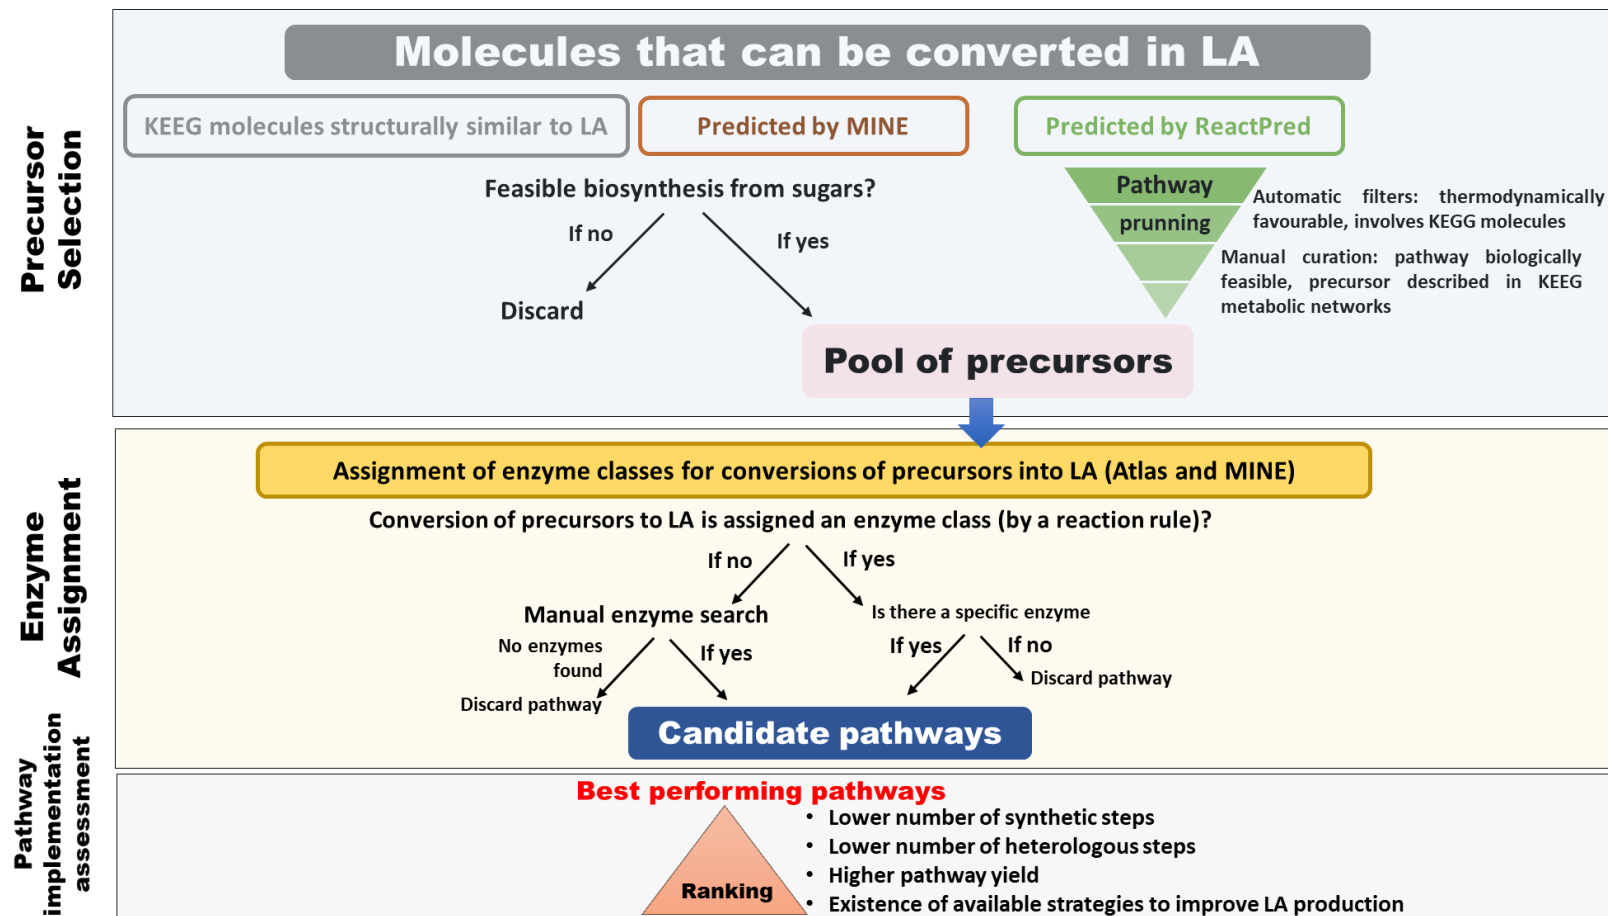 Molecules that can be converted in LA
Precursor
Selection
KEEG molecules structurally similar to LA
Predicted by MINE
Predicted by ReactPred
Feasible biosynthesis from sugars?
If no
If yes
Discard
Pathway
prunning
Automatic filters: thermodynamically
favourable, involves KEGG molecules
Manual curation: pathway biologically
feasible, precursor described in KEEG
metabolic networks
Pool of precursors
Enzyme
Assignment
Assignment of enzyme classes for conversions of precursors into LA (Atlas and MINE)
Conversion of precursors to LA is assigned an enzyme class (by a reaction rule)?
If no
If yes
Manual enzyme search
Is there a specific enzyme
No enzymes
found
If yes
If yes
If no
Discard pathway
Discard pathway
Candidate pathways
Pathway
implementation
assessment
Best performing pathways
Ranking
• Lower number of synthetic steps
• Lower number of heterologous steps
• Higher pathway yield
• Existence of available strategies to improve LA production